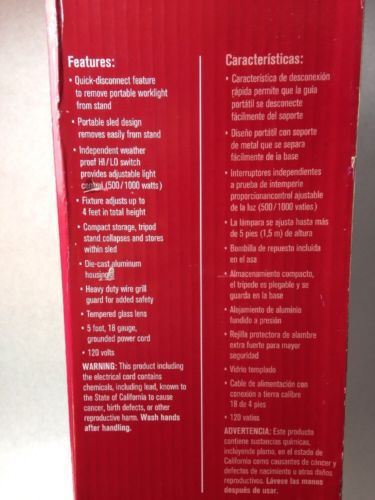 Features:
• Quick-disconnect feature
to remove portable worklight
from stand
• Portable sled design
removes easily from stand
• Independent weather
proof HI/LO switch
provides adjustable light
control (500/1000 watts)
• Fixture adjusts up to
4 feet in total height
• Compact storage, tripod
stand collapses and stores
within sled
• Die-cast aluminum
housing
• Heavy duty wire grill
guard for added safety
• Tempered glass lens
• 5 foot, 18 gauge,
grounded power cord
• 120 volts
WARNING: This product including
the electrical cord contains
chemicals, including lead, known to
the State of California to cause
cancer, birth defects, or other
reproductive harm. Wash hands
after handling.
Características:
• Característica de desconexión
rápida permite que la guía
portátil se desconecte
fácilmente del soporte
• Diseño portátil con soporte
de metal que se separa
fácilmente de la base
• Interruptores independientes
a prueba de intemperie
proporcionancontrol ajustable
de la luz (500/1000 vatios)
• La lámpara se ajusta hasta más
de 5 pies (1,5 m) de altura
• Bombilla de repuesto incluida
en el asa
• Almacenamiento compacto,
el trípode es plegable y se
guarda en la base
• Alojamiento de aluminio
fundido a presión
• Rejilla protectora de alambre
extra fuerte para mayor
seguridad
• Vidrio templado
• Cable de alimentación con
conexión a tierra calibre
18 de 4 pies
• 120 vatios
ADVERTENCIA: Este producto
contiene sustancias químicas,
incluyendo plomo, en el estado de
California como causantes de cáncer y
defectos de nacimiento u otros daños
reproductivos. Lávese las manos
después de usar.